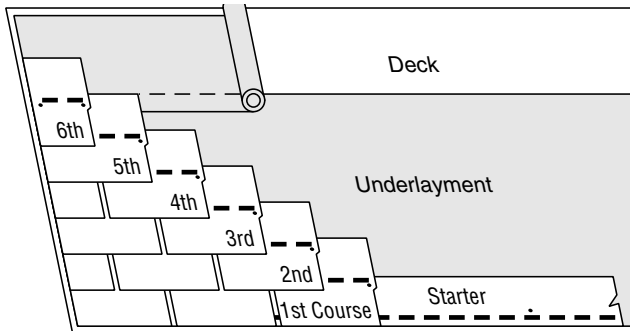 Deck
6th
5th
Underlayment
4th
3rd
2nd
Starter
1st Course